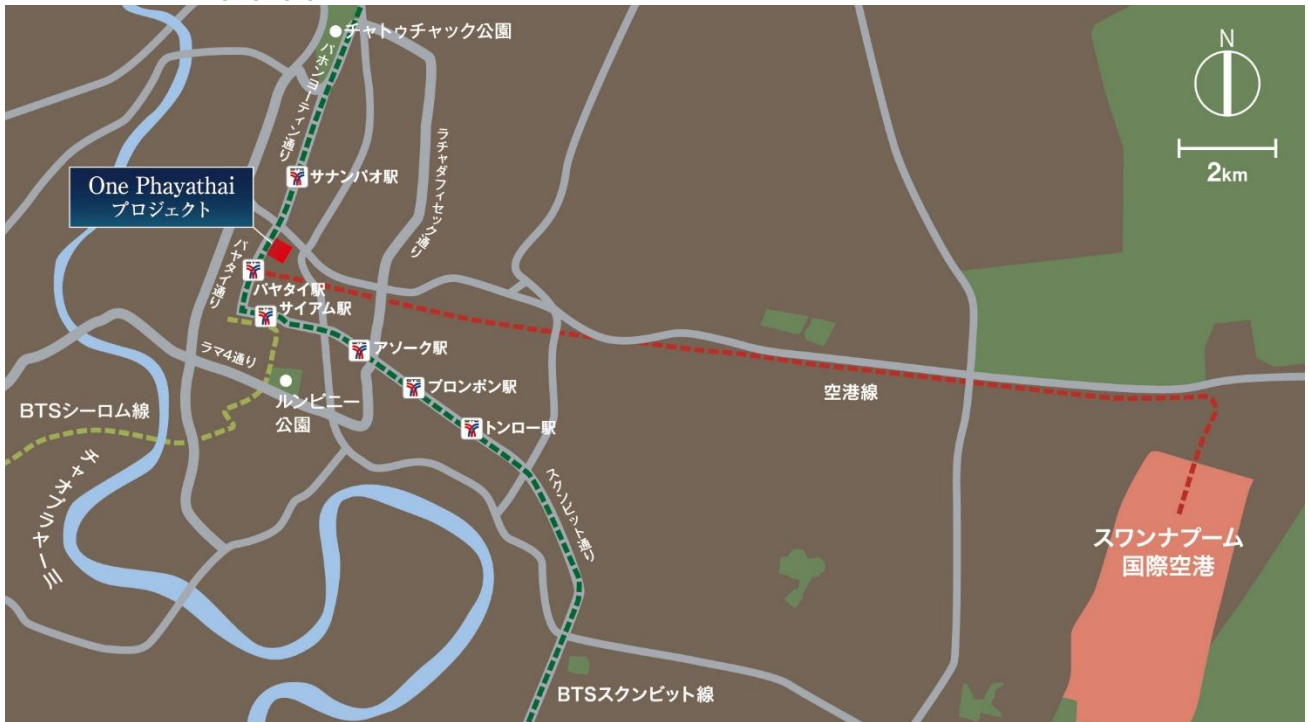 チャトゥチャック公園
パホンヨーティン通り
ラチャダフィセック通り
N
2km
サナンパオ駅
One Phayathai
プロジェクト
パヤタイ通り
パヤタイ駅
サイアム駅
ラマ4通り
アソーク駅
プロンポン駅
トンロー駅
ルンピニー
公園
BTSシーロム線
チャオプラヤー川
スクンビット通り
空港線
スワンナプーム
国際空港
BTSスクンビット線